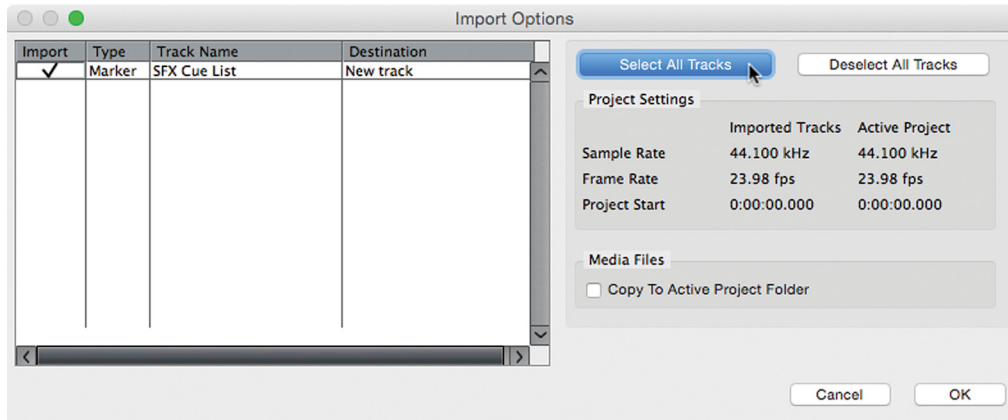 Import Options
Import Type Track Name Destination
Marker SFX Cue List New track
Select All Tracks Deselect All Tracks
Project Settings
Imported Tracks Active Project
Sample Rate 44.100 kHz 44.100 kHz
Frame Rate 23.98 fps 23.98 fps
Project Start 0:00:00.000 0:00:00.000
Media Files
Copy To Active Project Folder
Cancel OK